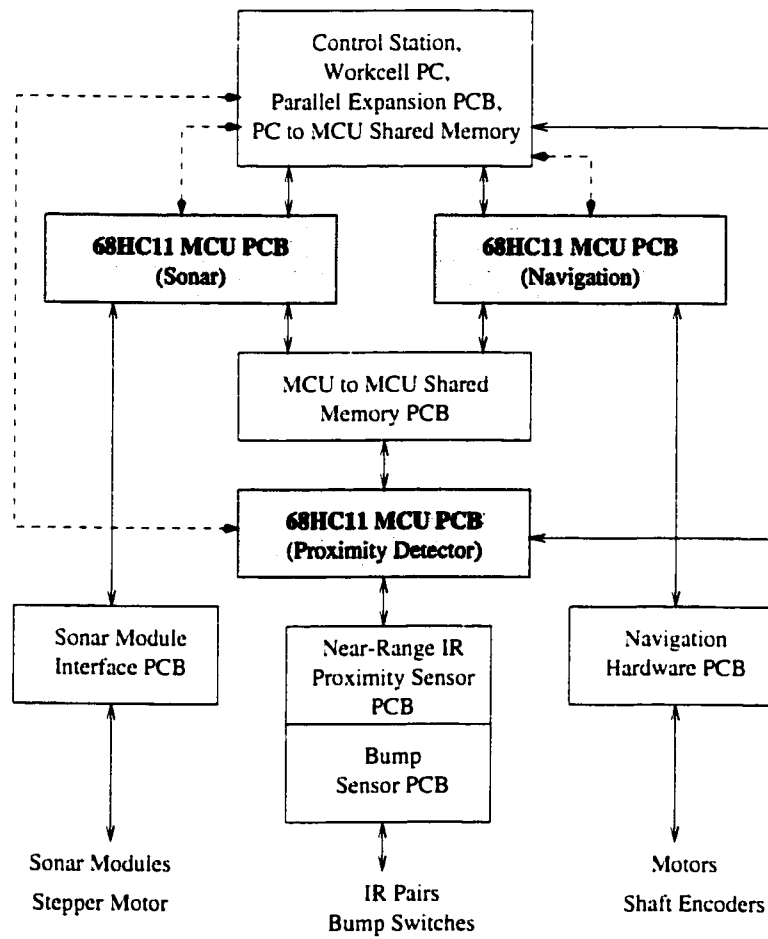 Control Station,
Workcell PC,
Parallel Expansion PCB,
PC to MCU Shared Memory
68HC11 MCU PCB
(Sonar)
68HC11 MCU PCB
(Navigation)
MCU to MCU Shared
Memory PCB
68HC11 MCU PCB
(Proximity Detector)
Sonar Module
Interface PCB
Near-Range IR
Proximity Sensor
PCB
Bump
Sensor PCB
Navigation
Hardware PCB
Sonar Modules
Stepper Motor
IR Pairs
Bump Switches
Motors
Shaft Encoders